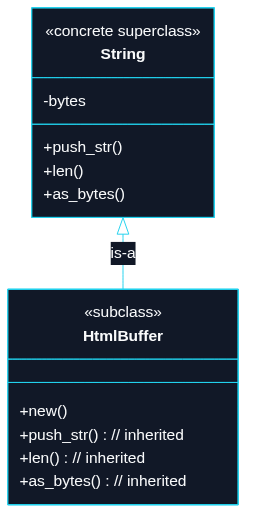 «concrete superclass»
String
-bytes
+push_str()
+len()
+as_bytes()
is-a
«subclass»
HtmlBuffer
+new()
+push_str() : // inherited
+len() : // inherited
+as_bytes() : // inherited